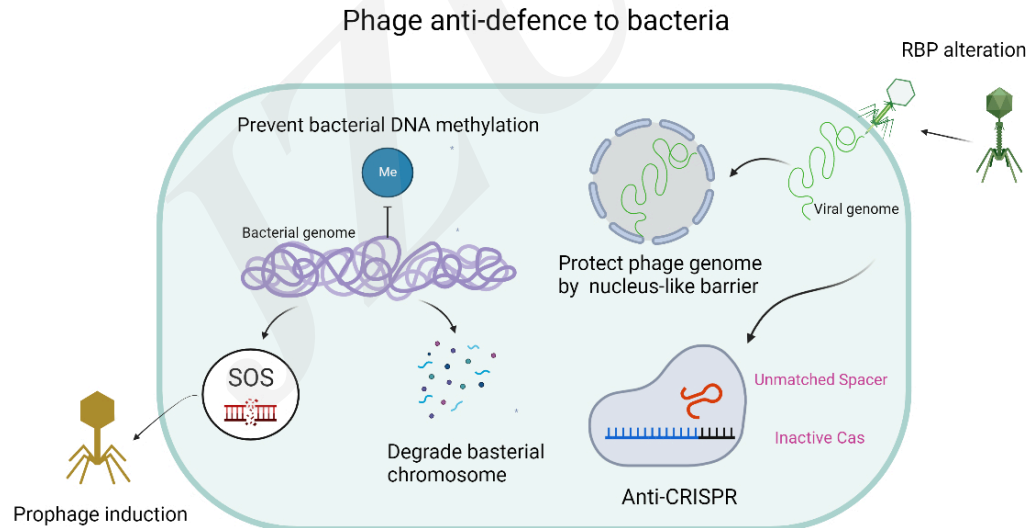 Phage anti-defence to bacteria
RBP alteration
Prevent bacterial DNA methylation
Me
Bacterial genome
Viral genome
Protect phage genome
by nucleus-like barrier
SOS
Unmatched Spacer
Inactive Cas
Degrade basterial
chromosome
Anti-CRISPR
Prophage induction